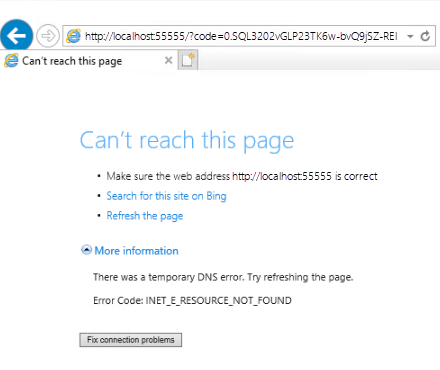 http://localhost:55555/?code=0.SQL3202vGLP23TK6w-bvQ9jSZ-REI
Can't reach this page
Can't reach this page
• Make sure the web address http://localhost:55555 is correct
• Search for this site on Bing
• Refresh the page
More information
There was a temporary DNS error. Try refreshing the page.
Error Code: INET_E_RESOURCE_NOT_FOUND
Fix connection problems